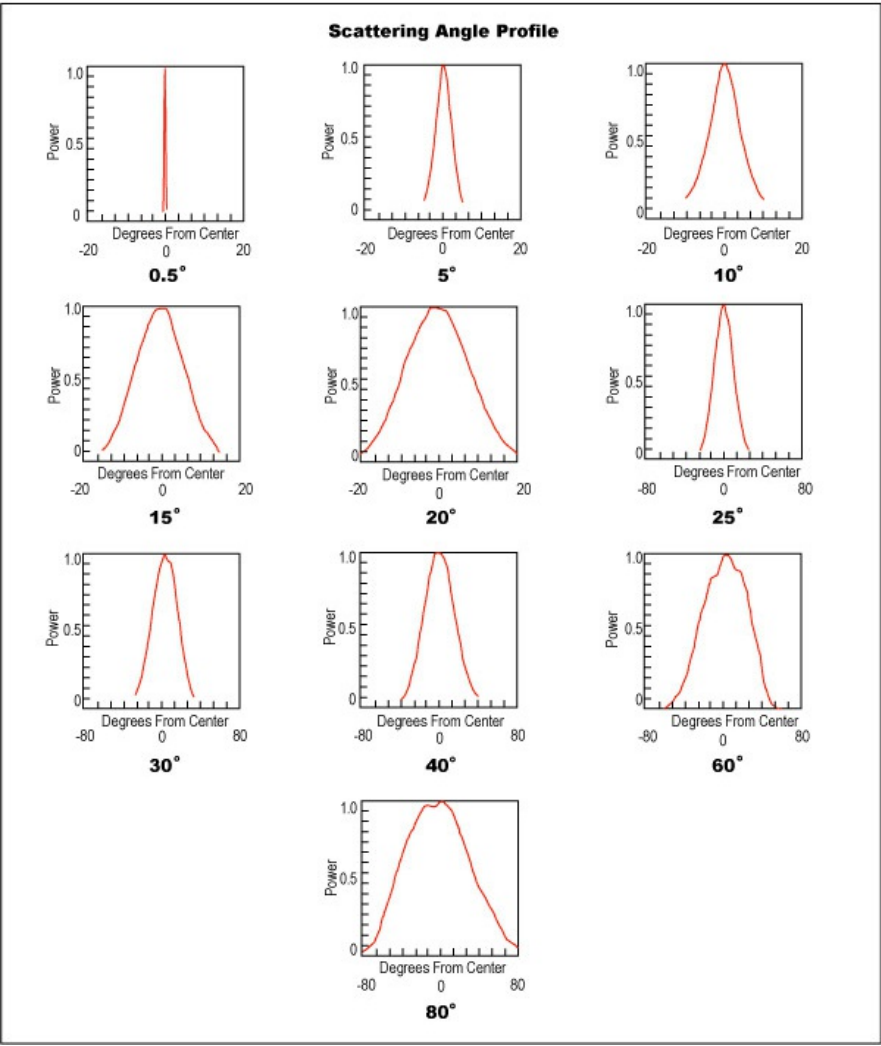 Scattering Angle Profile
1.0 1.0 1.0
Power 0.5 Power 0.5 Power 0.5
0 0 0
Degrees From Center Degrees From Center Degrees From Center
-20 0 20 -20 0 20 -20 0 20
0.5° 5° 10°
1.0 1.0 1.0
Power 0.5 Power 0.5 Power 0.5
0 0 0
Degrees From Center Degrees From Center Degrees From Center
-20 0 20 -20 0 20 -80 0 80
15° 20° 25°
1.0 1.0 1.0
Power 0.5 Power 0.5 Power 0.5
0 0 0
Degrees From Center Degrees From Center Degrees From Center
-80 0 80 -80 0 80 -80 0 80
30° 40° 60°
1.0
Power 0.5
0
Degrees From Center
-80 0 80
80°